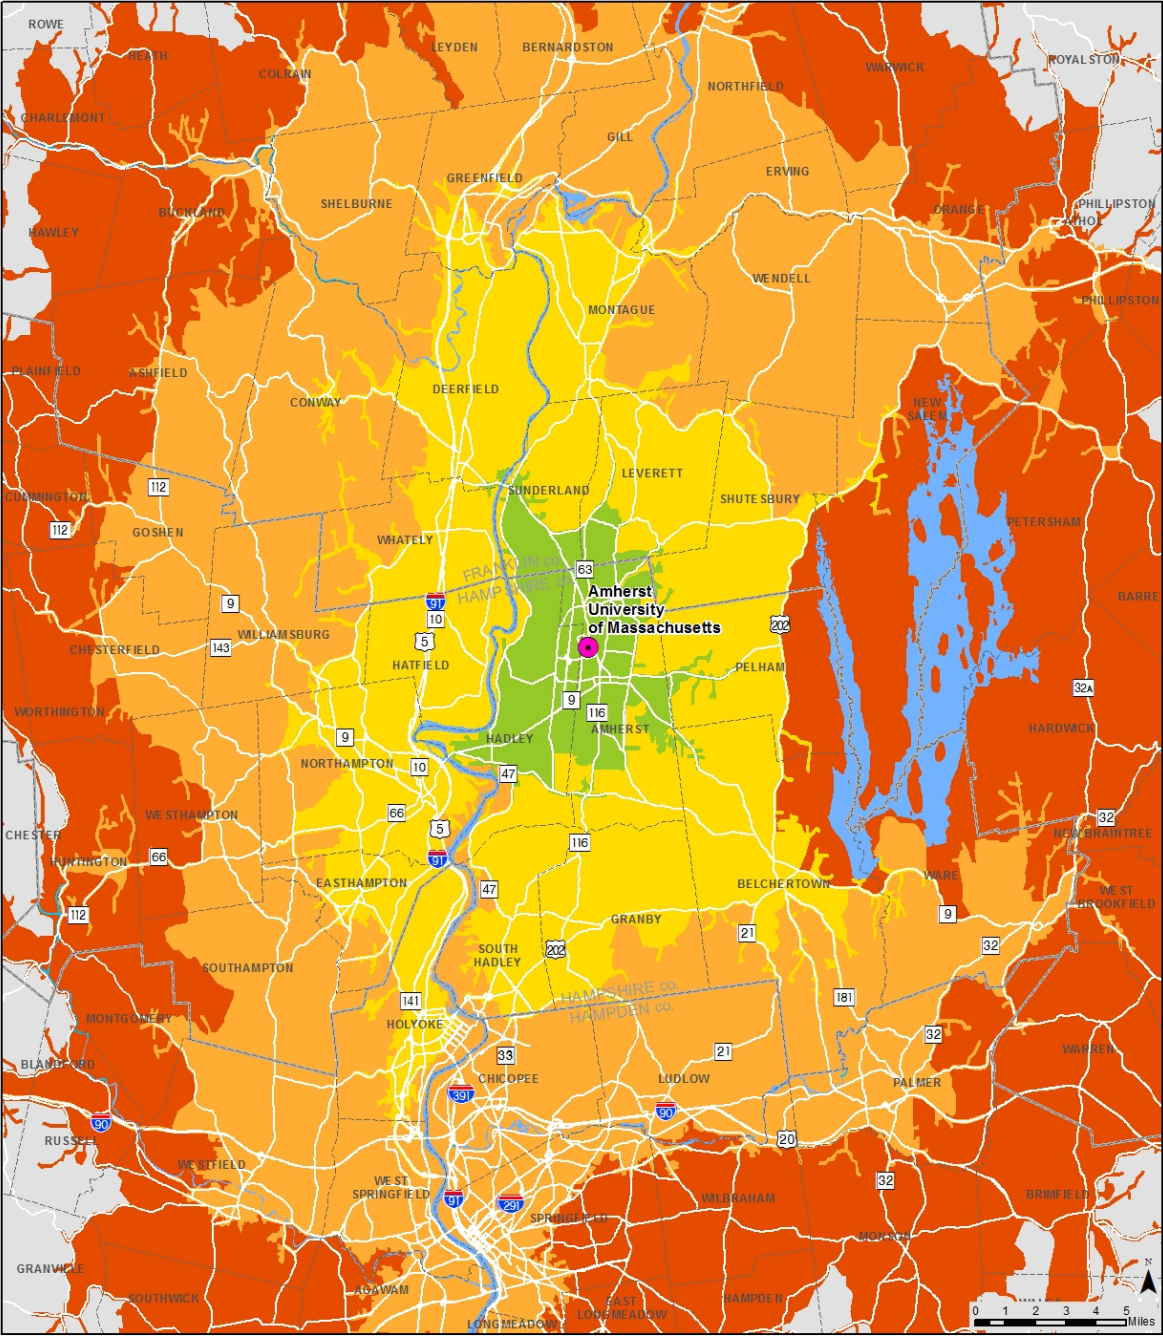 ROWE
HEATH
COLRAIN
LEYDEN
BERNARDSTON
NORTHFIELD
WARWICK
ROYALSTON
CHARLEMONT
GILL
GREENFIELD
ERVING
SHELBURNE
BUCKLAND
ORANGE
PHILLIPSTON
ATHOL
HAWLEY
WENDELL
MONTAGUE
PHILLIPSTON
PLAINFIELD
ASHFIELD
DEERFIELD
CONWAY
NEW
SALEM
LEVERETT
SUNDERLAND
SHUTESBURY
CUMMINGTON
112
112
GOSHEN
WHATELY
PETERSHAM
FRANKLIN co.
HAMPSHIRE co.
63
Amherst
University
of Massachusetts
BARRE
9
91
10
5
202
WILLIAMSBURG
143
CHESTERFIELD
HATFIELD
PELHAM
32A
9
116
WORTHINGTON
HADLEY
AMHERST
HARDWICK
9
NORTHAMPTON
10
47
WESTHAMPTON
66
5
32
CHESTER
NEW BRAINTREE
116
66
HUNTINGTON
91
EASTHAMPTON
47
BELCHERTOWN
WARE
WEST
BROOKFIELD
112
GRANBY
9
21
32
SOUTH
HADLEY
202
SOUTHAMPTON
HAMPSHIRE co.
HAMPDEN co.
141
181
MONTGOMERY
HOLYOKE
32
33
21
WARREN
BLANDFORD
CHICOPEE
LUDLOW
PALMER
391
90
90
RUSSELL
20
WESTFIELD
WEST
SPRINGFIELD
32
91
291
WILBRAHAM
BRIMFIELD
SPRINGFIELD
MONSON
GRANVILLE
N
AGAWAM
SOUTHWICK
EAST
LONGMEADOW
HAMPDEN
LONGMEADOW
0 1 2 3 4 5
Miles